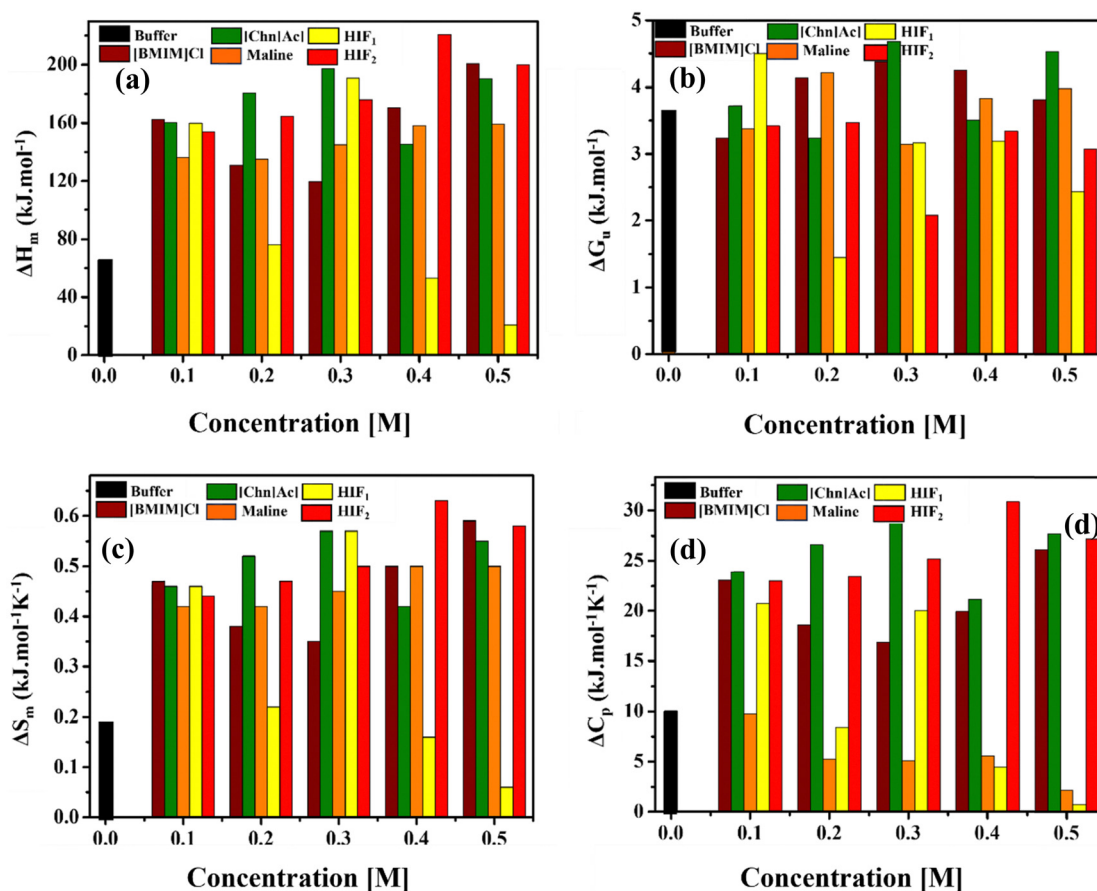 Buffer [Chn]Ac] HIF₁
[BMIM]Cl Maline HIF₂
(a)
ΔHₘ (kJ.mol⁻¹)
200
160
120
80
40
0
0.0 0.1 0.2 0.3 0.4 0.5
Concentration [M]
Buffer [Chn]Ac] HIF₁
[BMIM]Cl Maline HIF₂
(b)
ΔGᵤ (kJ.mol⁻¹)
5
4
3
2
1
0
0.0 0.1 0.2 0.3 0.4 0.5
Concentration [M]
Buffer [Chn]Ac] HIF₁
[BMIM]Cl Maline HIF₂
(c)
ΔSₘ (kJ.mol⁻¹K⁻¹)
0.6
0.5
0.4
0.3
0.2
0.1
0.0
0.0 0.1 0.2 0.3 0.4 0.5
Concentration [M]
Buffer [Chn]Ac] HIF₁
[BMIM]Cl Maline HIF₂
(d) (d)
ΔCₚ (kJ.mol⁻¹K⁻¹)
30
25
20
15
10
5
0
0.0 0.1 0.2 0.3 0.4 0.5
Concentration [M]